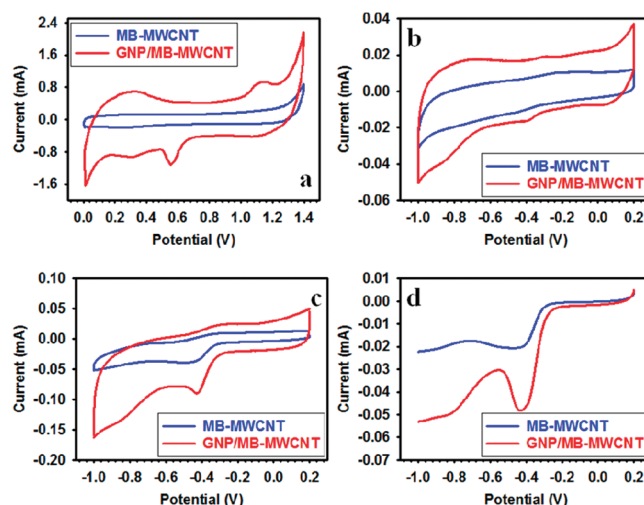 2.4
1.6
0.8
0.0
-0.8
-1.6
Current (mA)
MB-MWCNT
GNP/MB-MWCNT
a
0.0 0.2 0.4 0.6 0.8 1.0 1.2 1.4
Potential (V)
0.04
0.02
0.00
-0.02
-0.04
-0.06
Current (mA)
b
MB-MWCNT
GNP/MB-MWCNT
-1.0 -0.8 -0.6 -0.4 -0.2 0.0 0.2
Potential (V)
0.10
0.05
0.00
-0.05
-0.10
-0.15
-0.20
Current (mA)
c
MB-MWCNT
GNP/MB-MWCNT
-1.0 -0.8 -0.6 -0.4 -0.2 0.0 0.2
Potential (V)
0.01
0.00
-0.01
-0.02
-0.03
-0.04
-0.05
-0.06
-0.07
Current (mA)
d
MB-MWCNT
GNP/MB-MWCNT
-1.0 -0.8 -0.6 -0.4 -0.2 0.0 0.2
Potential (V)